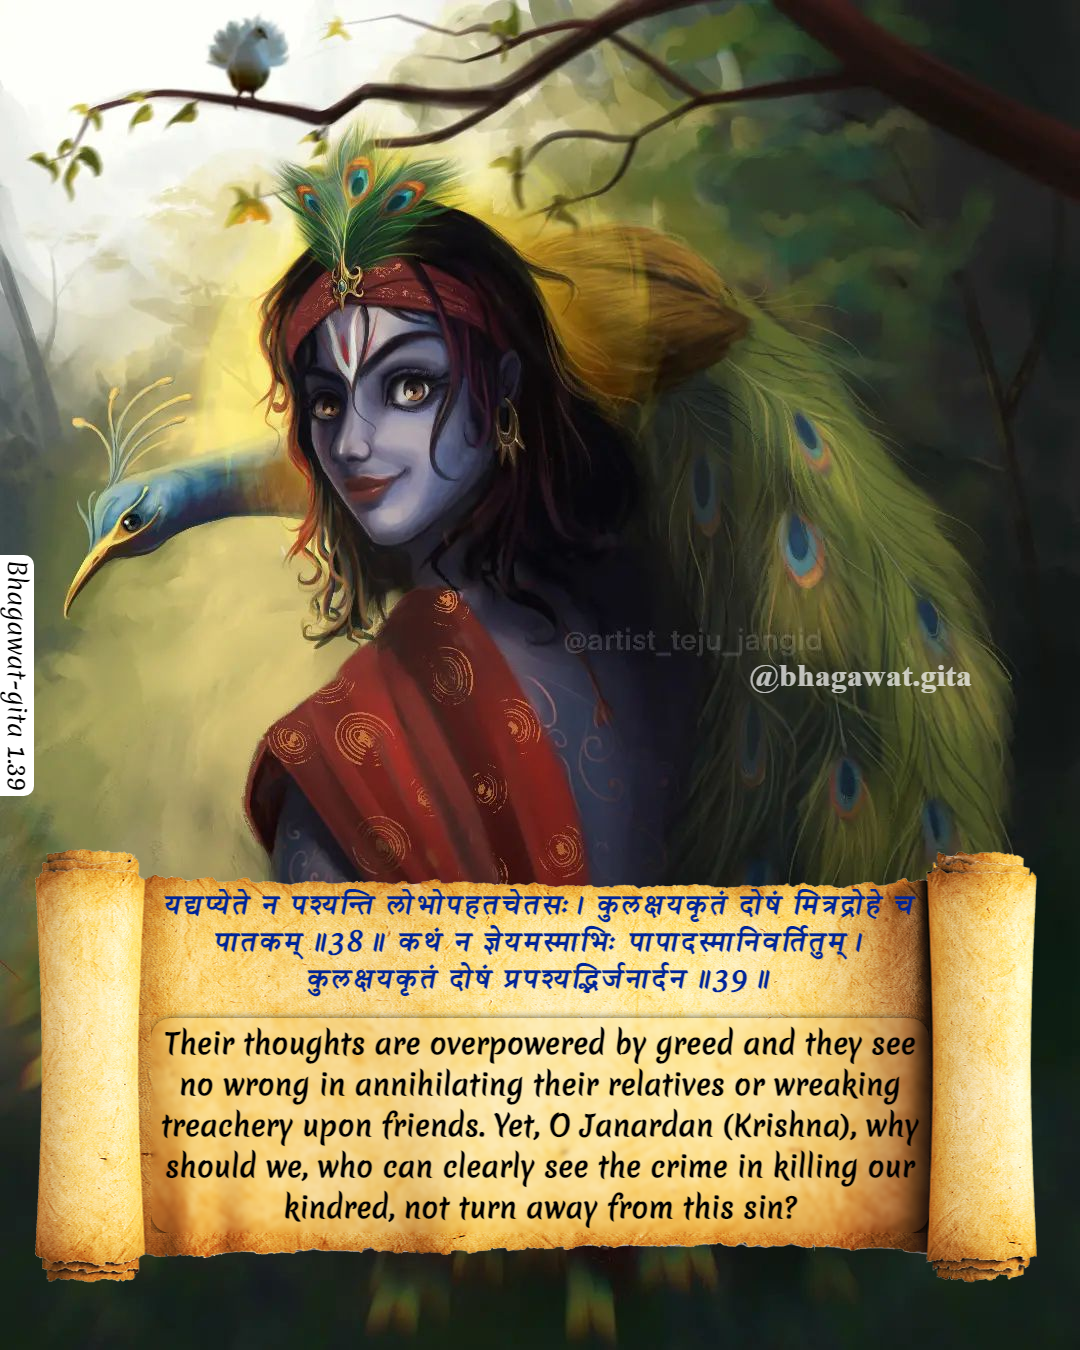 @artist_teju_jangid
@bhagawat.gita
Bhagawat-gita 1.39
यद्यप्येते न पश्यन्ति लोभोपहतचेतसः। कुलक्षयकृतं दोषं मित्रद्रोहे च
पातकम् ॥38॥ कथं न ज्ञेयमस्माभिः पापादस्मानिवर्तितुम्।
कुलक्षयकृतं दोषं प्रपश्यद्भिर्जनार्दन ॥39॥
Their thoughts are overpowered by greed and they see
no wrong in annihilating their relatives or wreaking
treachery upon friends. Yet, O Janardan (Krishna), why
should we, who can clearly see the crime in killing our
kindred, not turn away from this sin?